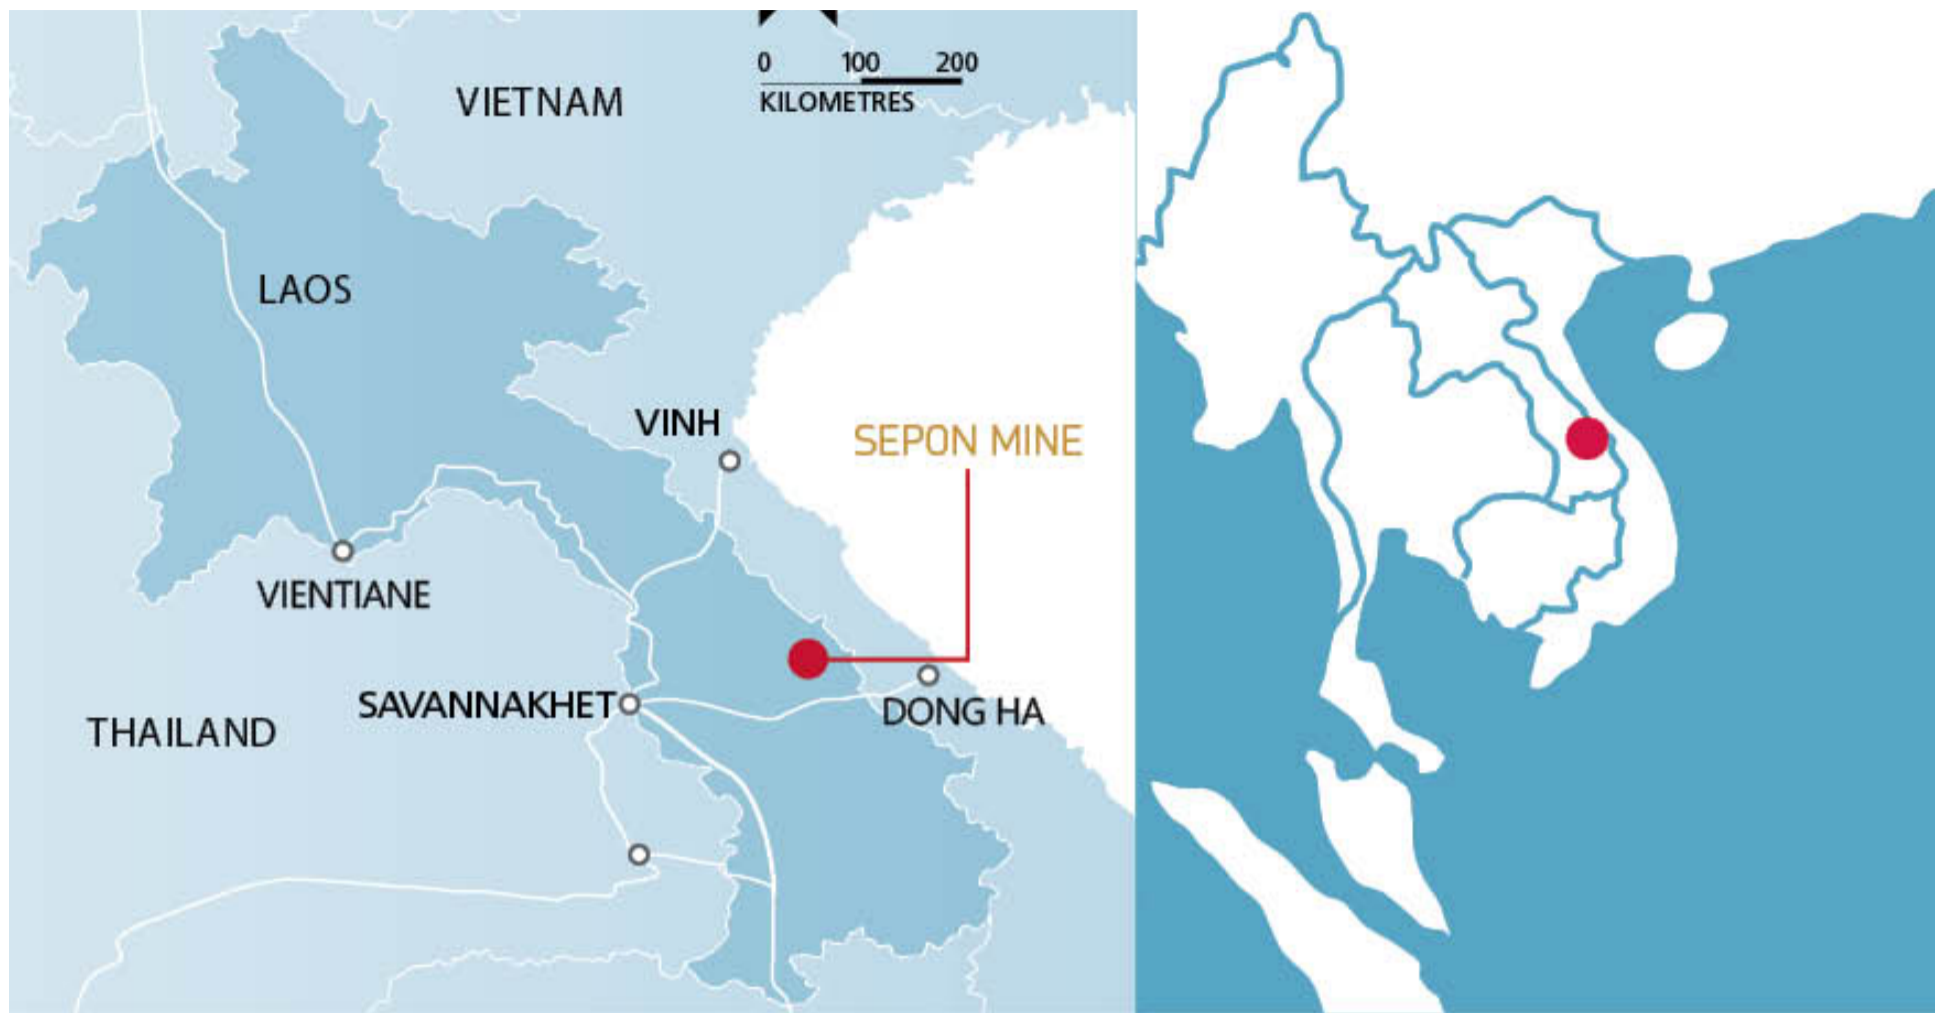 0 100 200
KILOMETRES
VIETNAM
LAOS
VINH
SEPON MINE
VIENTIANE
SAVANNAKHET
DONG HA
THAILAND